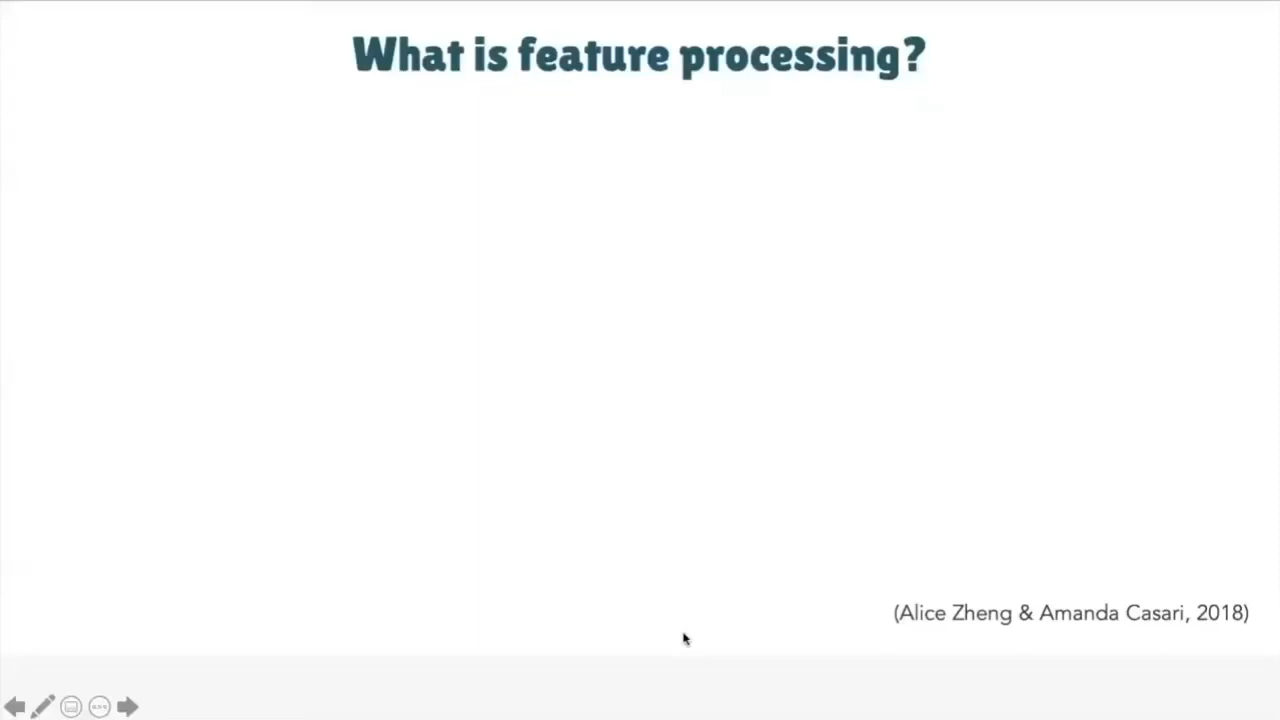 What is feature processing?
(Alice Zheng & Amanda Casari, 2018)